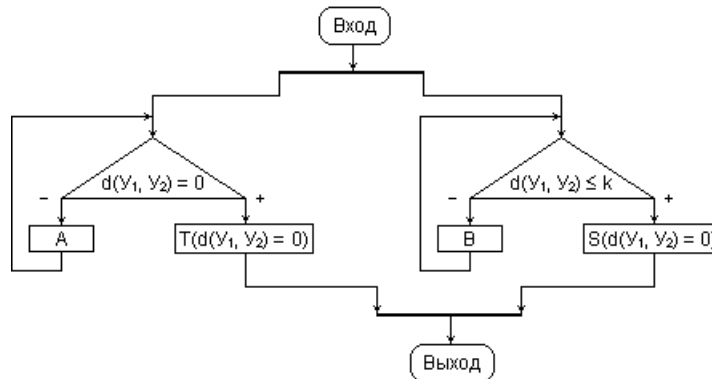 Вход
d(У₁, У₂) = 0
d(У₁, У₂) ≤ k
− + − +
A
T(d(У₁, У₂) = 0)
B
S(d(У₁, У₂) = 0)
Выход